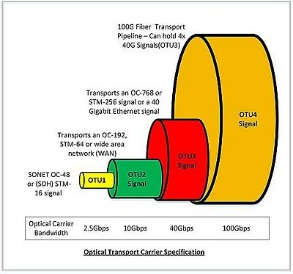 100G Fiber Transport
Pipeline – Can hold 4x
40G Signals(OTU3)
Transports an OC-768 or
STM-256 signal or a 40
Gigabit Ethernet signal
Transports an OC-192,
STM-64 or wide area
network (WAN)
SONET OC-48
or (SDH) STM-
16 signal
OTU1
OTU2
Signal
OTU3
Signal
OTU4
Signal
Optical Carrier
Bandwidth
2.5Gbps
10Gbps
40Gbps
100Gbps
Optical Transport Carrier Specification